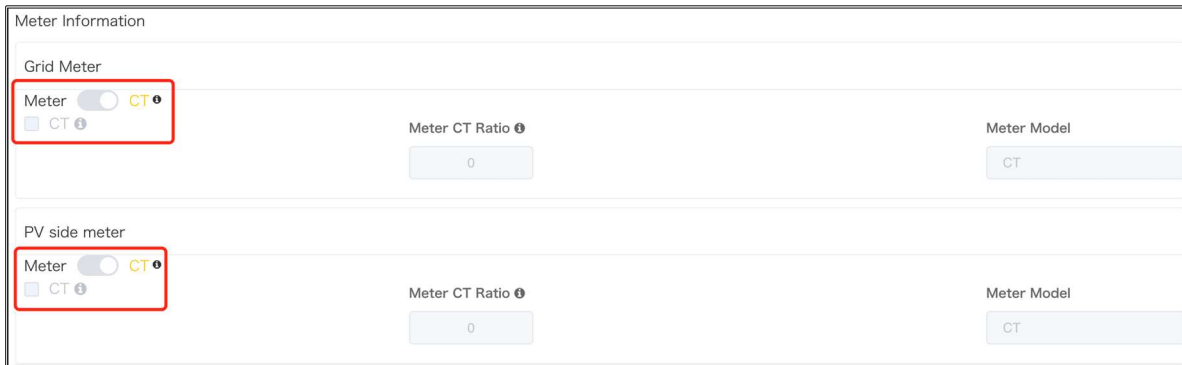 Meter Information
Grid Meter
Meter CT
CT
Meter CT Ratio
Meter Model
0
CT
PV side meter
Meter CT
CT
Meter CT Ratio
Meter Model
0
CT